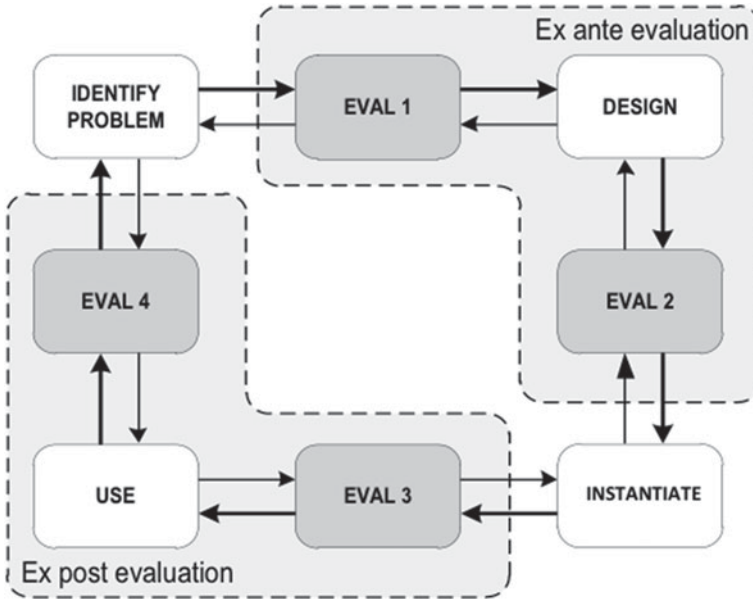 Ex ante evaluation
IDENTIFY
PROBLEM
EVAL 1
DESIGN
EVAL 4
EVAL 2
USE
EVAL 3
INSTANTIATE
Ex post evaluation